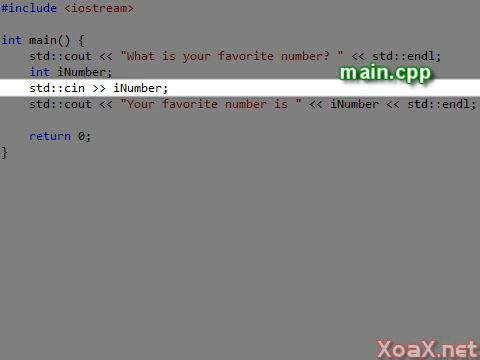 #include <iostream>
int main() {
std::cout << "What is your favorite number? " << std::endl;
int iNumber;
main.cpp
std::cin >> iNumber;
std::cout << "Your favorite number is " << iNumber << std::endl;
return 0;
}
XoaX.net